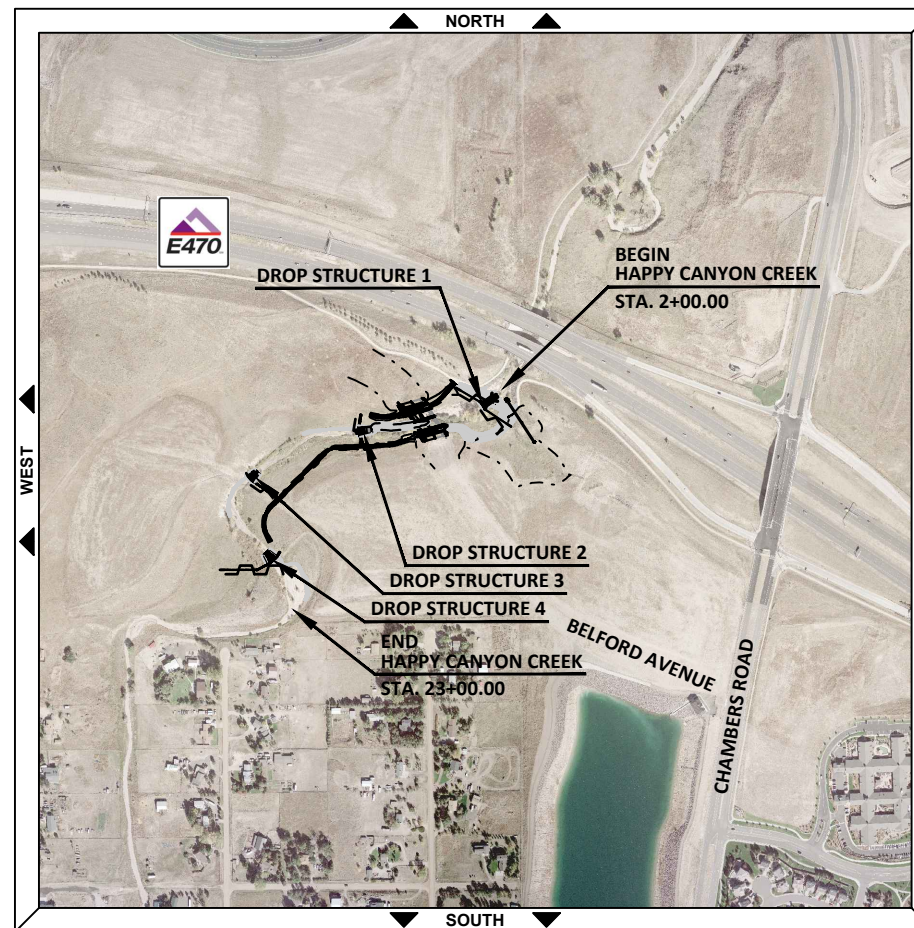 NORTH
E470
BEGIN
HAPPY CANYON CREEK
STA. 2+00.00
DROP STRUCTURE 1
WEST
DROP STRUCTURE 2
DROP STRUCTURE 3
DROP STRUCTURE 4
END
HAPPY CANYON CREEK
STA. 23+00.00
BELFORD AVENUE
CHAMBERS ROAD
SOUTH